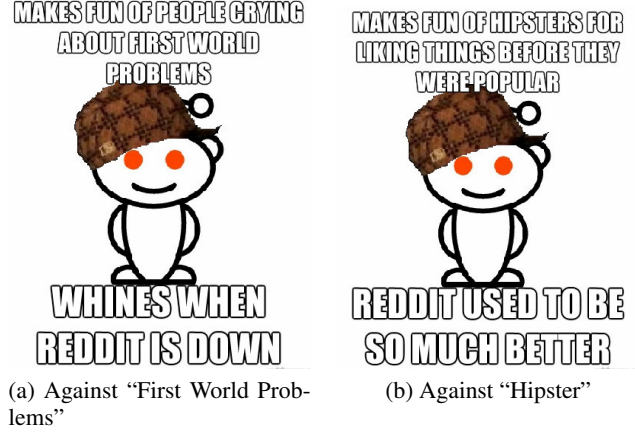 MAKES FUN OF PEOPLE CRYING
ABOUT FIRST WORLD
PROBLEMS
WHINES WHEN
REDDIT IS DOWN
(a) Against “First World Prob-
lems”
MAKES FUN OF HIPSTERS FOR
LIKING THINGS BEFORE THEY
WERE POPULAR
REDDIT USED TO BE
SO MUCH BETTER
(b) Against “Hipster”